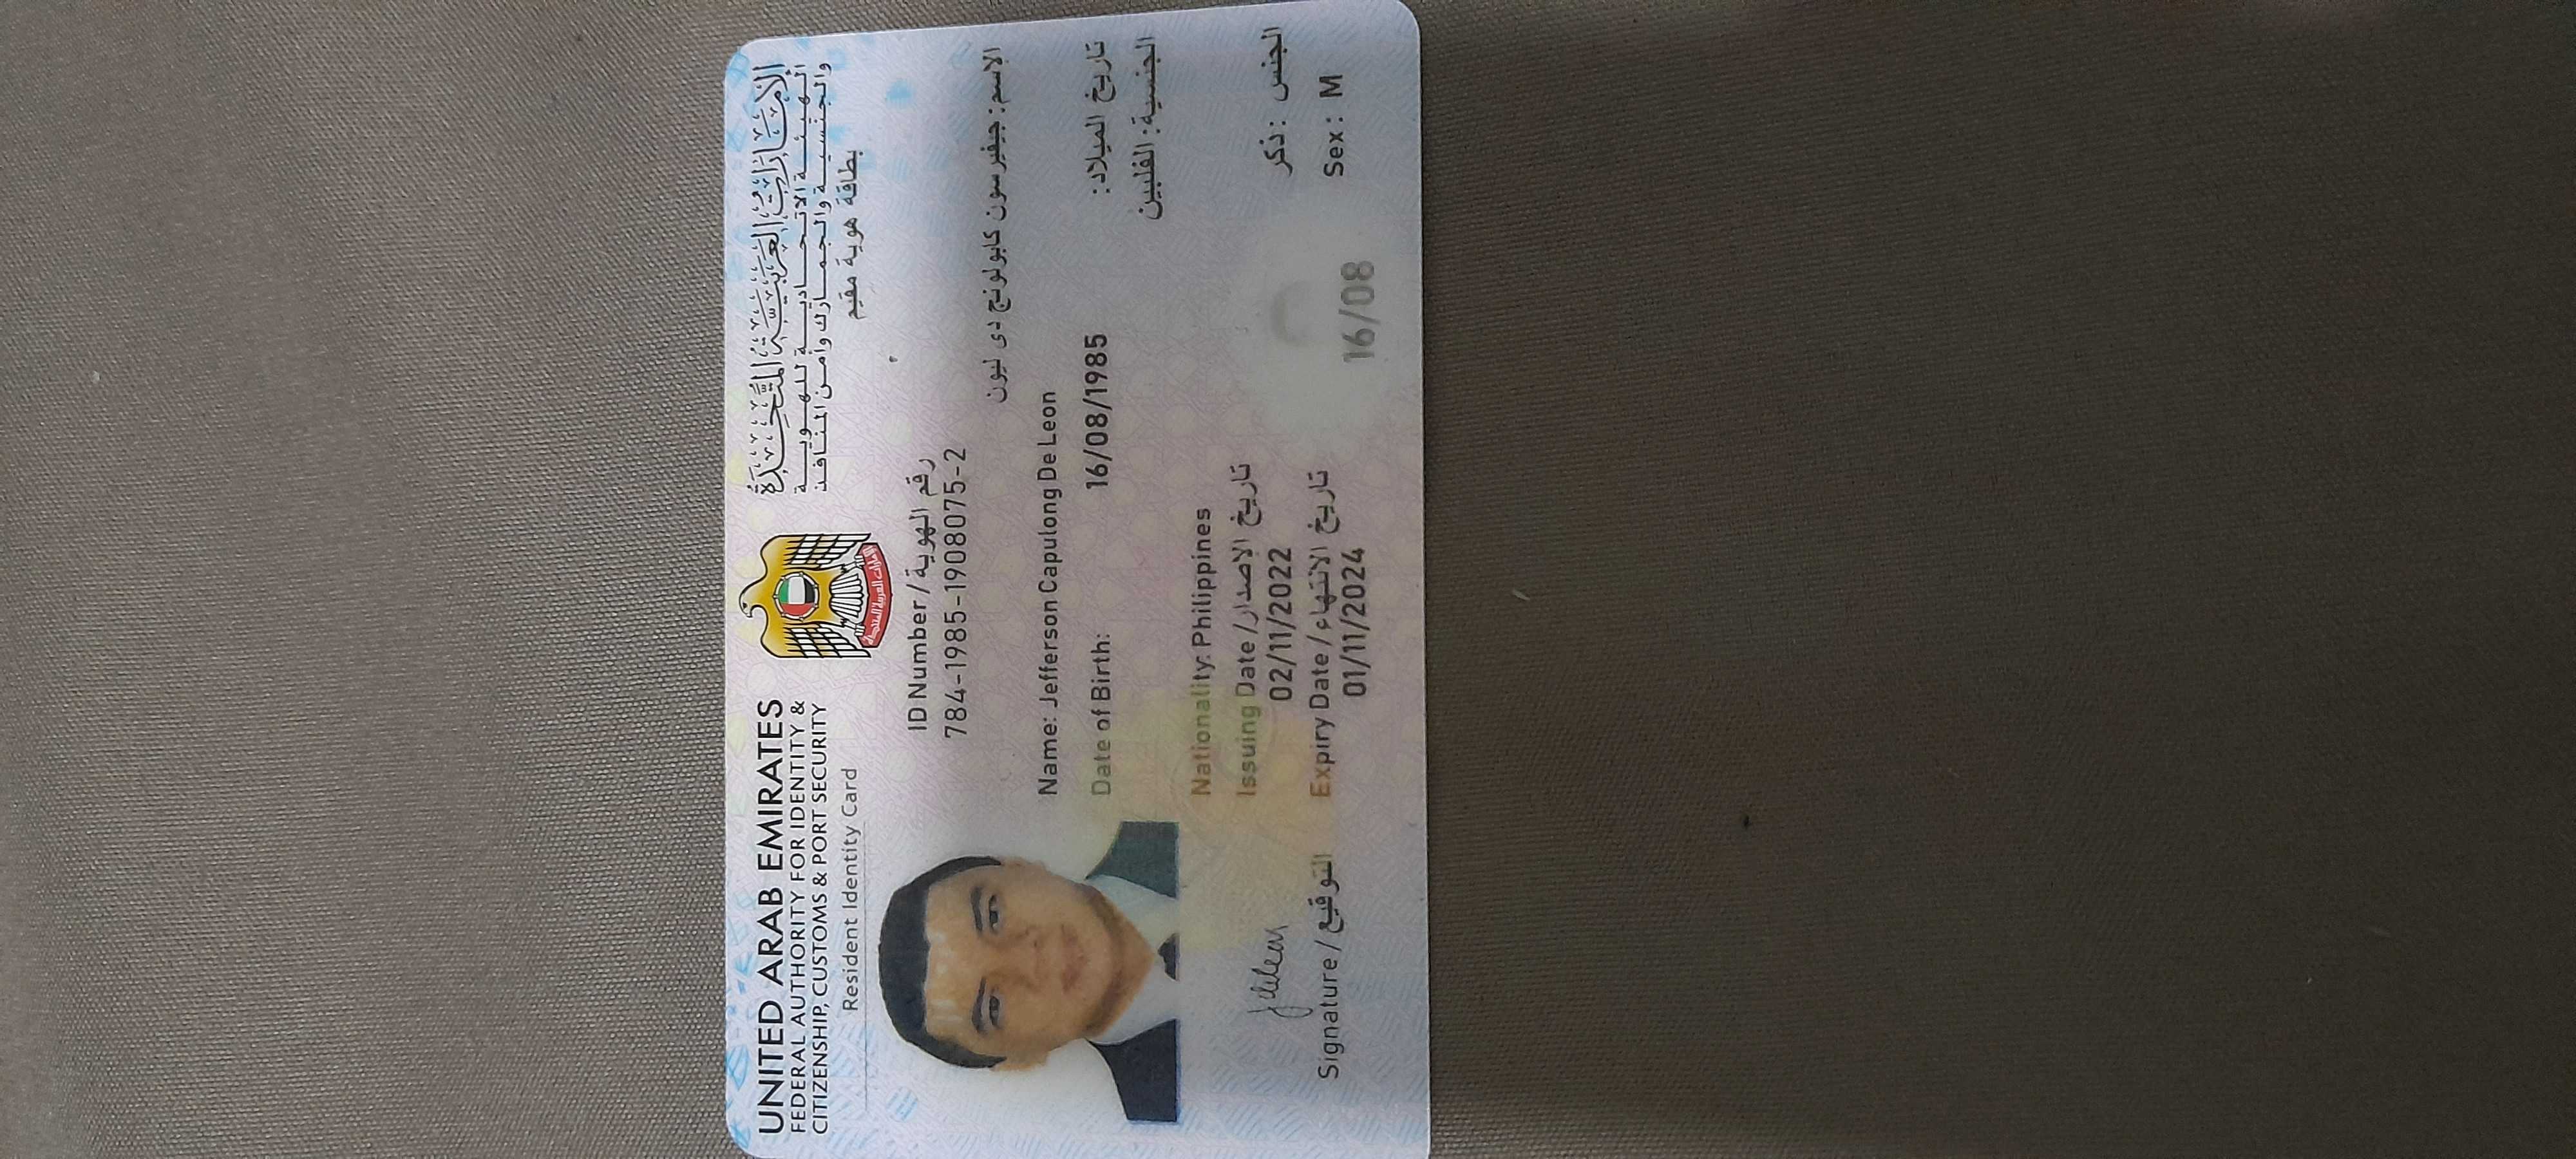 UNITED ARAB EMIRATES
FEDERAL AUTHORITY FOR IDENTITY &
CITIZENSHIP, CUSTOMS & PORT SECURITY
Resident Identity Card
الإمارات العربية المتحدة
الهيئة الاتحادية للهوية
والجنسية والجمارك وأمن المنافذ
بطاقة هوية مقيم
الإمارات العربية المتحدة
ID Number / رقم الهوية
784-1985-1908075-2
الاسم: جيفيرسون كابولونج دى ليون
Name: Jefferson Capulong De Leon
Date of Birth: 16/08/1985 تاريخ الميلاد:
الجنسية: الفلبين
Nationality: Philippines
Issuing Date / تاريخ الإصدار
02/11/2022
الجنس : ذكر
Expiry Date / تاريخ الانتهاء
01/11/2024
Sex: M
16/08
Signature / التوقيع